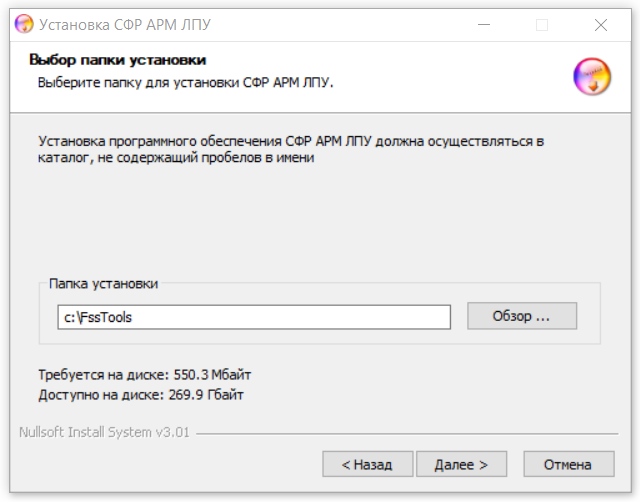 Установка СФР АРМ ЛПУ
Выбор папки установки
Выберите папку для установки СФР АРМ ЛПУ.
Установка программного обеспечения СФР АРМ ЛПУ должна осуществляться в
каталог, не содержащий пробелов в имени
Папка установки
c:\FssTools
Обзор ...
Требуется на диске: 550.3 Мбайт
Доступно на диске: 269.9 Гбайт
Nullsoft Install System v3.01
< Назад
Далее >
Отмена